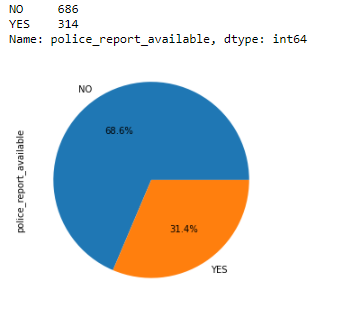 NO     686
YES    314
Name: police_report_available, dtype: int64
NO
68.6%
police_report_available
31.4%
YES